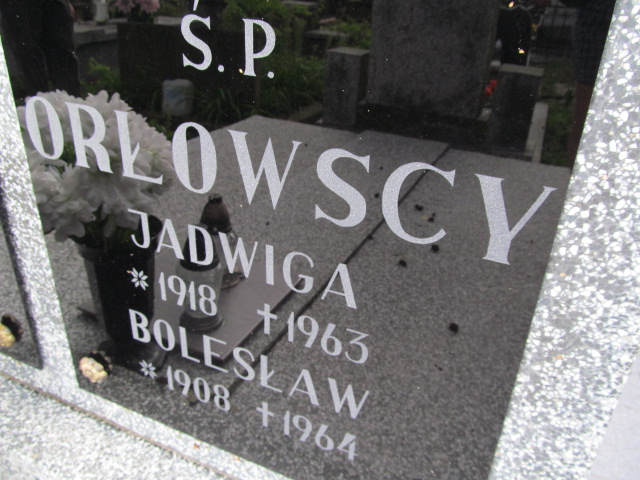 Ś.P.
ORŁOWSCY
JADWIGA
*1918 †1963
BOLESŁAW
*1908 †1964